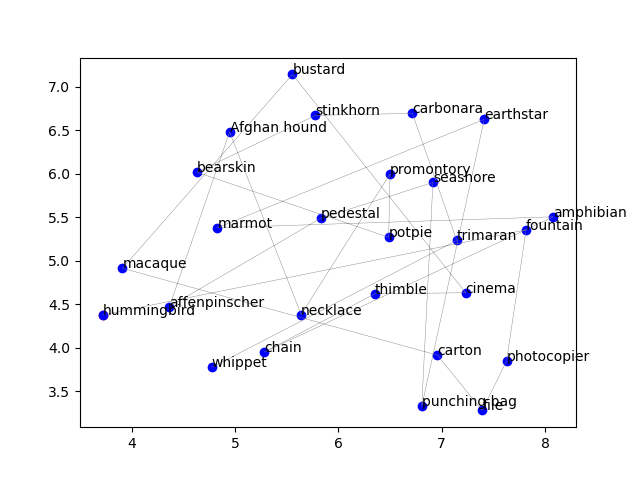 bustard
7.0
stinkhorn
carbonara
earthstar
6.5
Afghan hound
bearskin
promontory
6.0
seashore
pedestal
amphibian
5.5
marmot
fountain
potpie
trimaran
macaque
5.0
thimble
cinema
4.5
hummingbird
affenpinscher
necklace
chain
carton
4.0
whippet
photocopier
3.5
punching bag
file
4
5
6
7
8